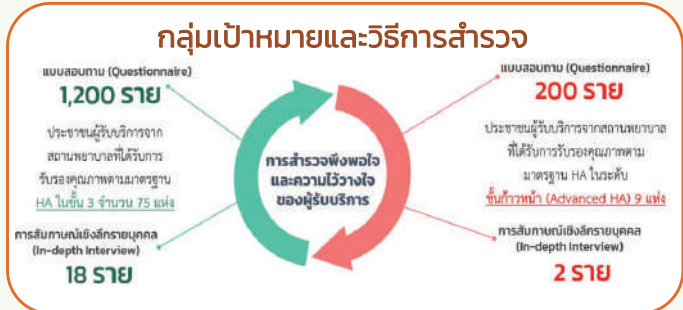 กลุ่มเป้าหมายและวิธีการสำรวจ
แบบสอบถาม (Questionnaire)
1,200 ราย
ประชาชนผู้รับบริการจาก
สถานพยาบาลที่ได้รับการ
รับรองคุณภาพตามมาตรฐาน
HA ในขั้น 3 จำนวน 75 แห่ง
การสัมภาษณ์เชิงลึกรายบุคคล
(In-depth Interview)
18 ราย
การสำรวจพึงพอใจ
และความไว้วางใจ
ของผู้รับบริการ
แบบสอบถาม (Questionnaire)
200 ราย
ประชาชนผู้รับบริการจากสถานพยาบาล
ที่ได้รับการรับรองคุณภาพตาม
มาตรฐาน HA ในระดับ
ขั้นก้าวหน้า (Advanced HA) 9 แห่ง
การสัมภาษณ์เชิงลึกรายบุคคล
(In-depth Interview)
2 ราย